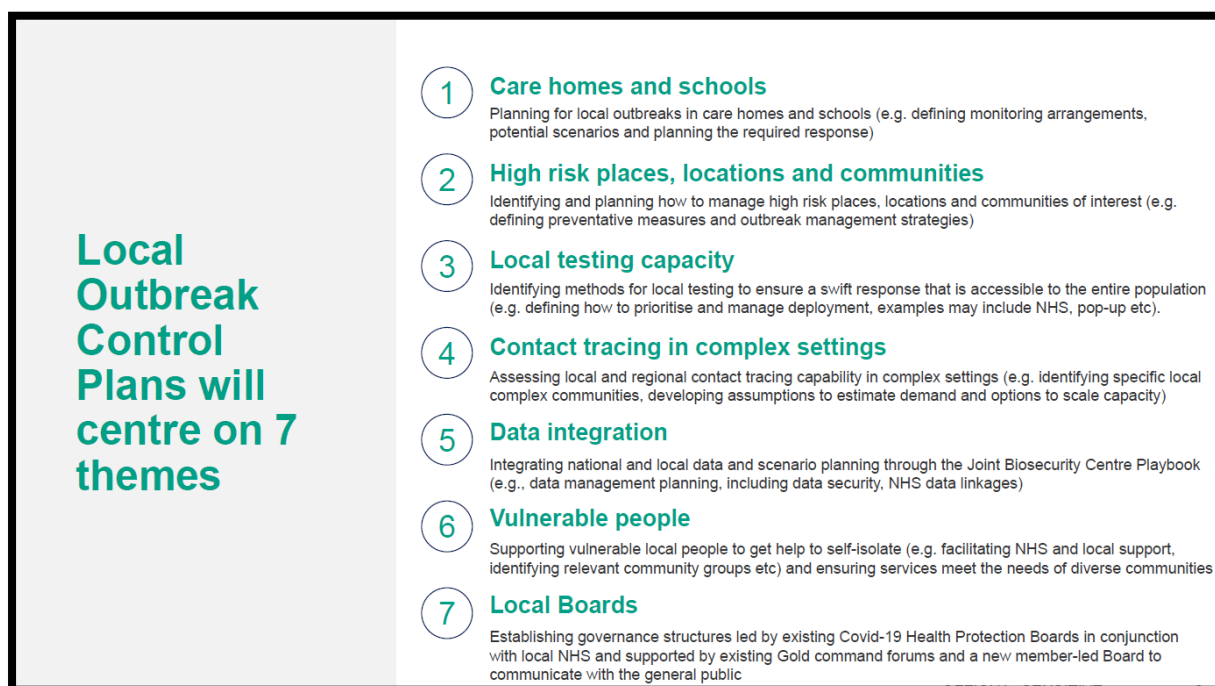 Local
Outbreak
Control
Plans will
centre on 7
themes
1
Care homes and schools
Planning for local outbreaks in care homes and schools (e.g. defining monitoring arrangements,
potential scenarios and planning the required response)
2
High risk places, locations and communities
Identifying and planning how to manage high risk places, locations and communities of interest (e.g.
defining preventative measures and outbreak management strategies)
3
Local testing capacity
Identifying methods for local testing to ensure a swift response that is accessible to the entire population
(e.g. defining how to prioritise and manage deployment, examples may include NHS, pop-up etc).
4
Contact tracing in complex settings
Assessing local and regional contact tracing capability in complex settings (e.g. identifying specific local
complex communities, developing assumptions to estimate demand and options to scale capacity)
5
Data integration
Integrating national and local data and scenario planning through the Joint Biosecurity Centre Playbook
(e.g., data management planning, including data security, NHS data linkages)
6
Vulnerable people
Supporting vulnerable local people to get help to self-isolate (e.g. facilitating NHS and local support,
identifying relevant community groups etc) and ensuring services meet the needs of diverse communities
7
Local Boards
Establishing governance structures led by existing Covid-19 Health Protection Boards in conjunction
with local NHS and supported by existing Gold command forums and a new member-led Board to
communicate with the general public